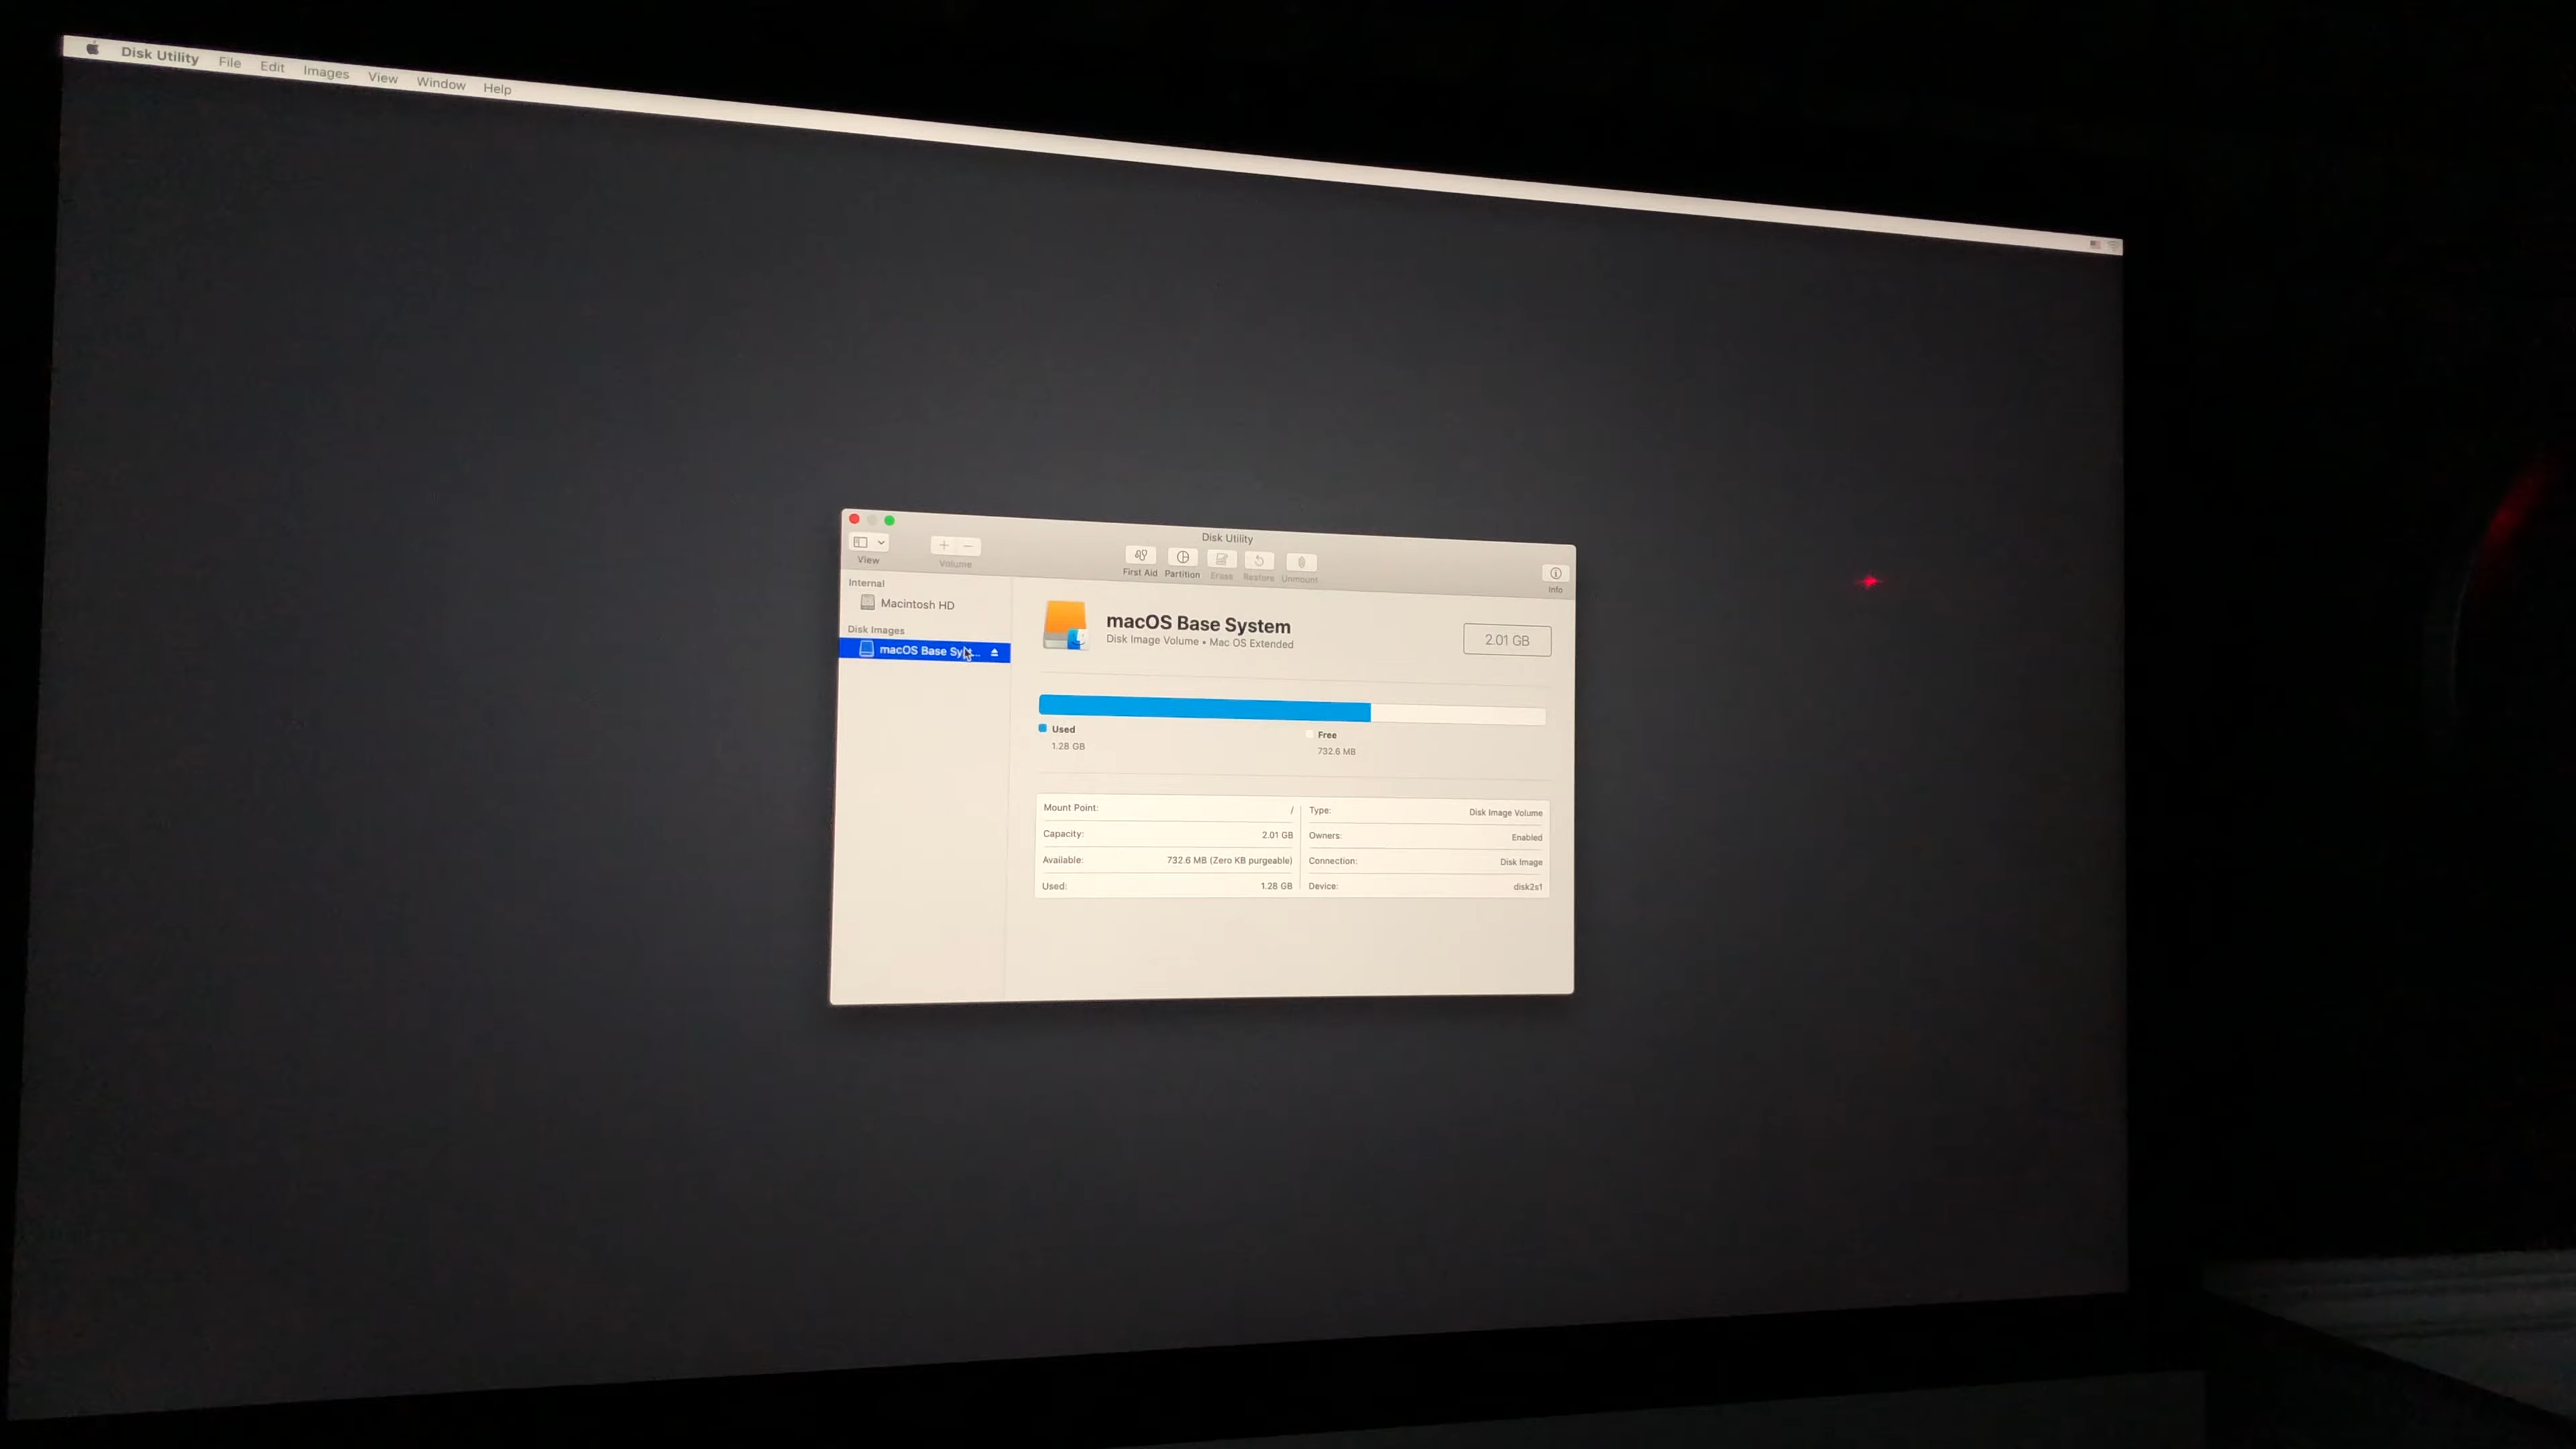 Disk Utility File Edit Images View Window Help
Disk Utility
View
Volume
First Aid
Partition
Erase
Restore
Unmount
Info
Internal
Macintosh HD
Disk Images
macOS Base Sy...
macOS Base System
Disk Image Volume • Mac OS Extended
2.01 GB
Used
1.28 GB
Free
732.6 MB
Mount Point: /
Capacity: 2.01 GB
Available: 732.6 MB (Zero KB purgeable)
Used: 1.28 GB
Type: Disk Image Volume
Owners: Enabled
Connection: Disk Image
Device: disk2s1